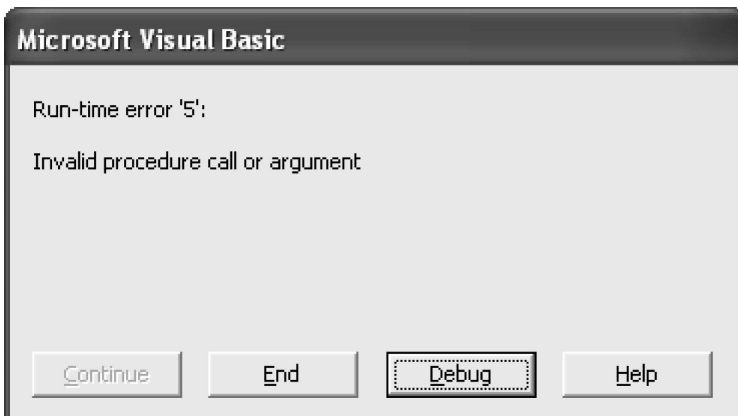 Microsoft Visual Basic
Run-time error '5':
Invalid procedure call or argument
Continue End Debug Help